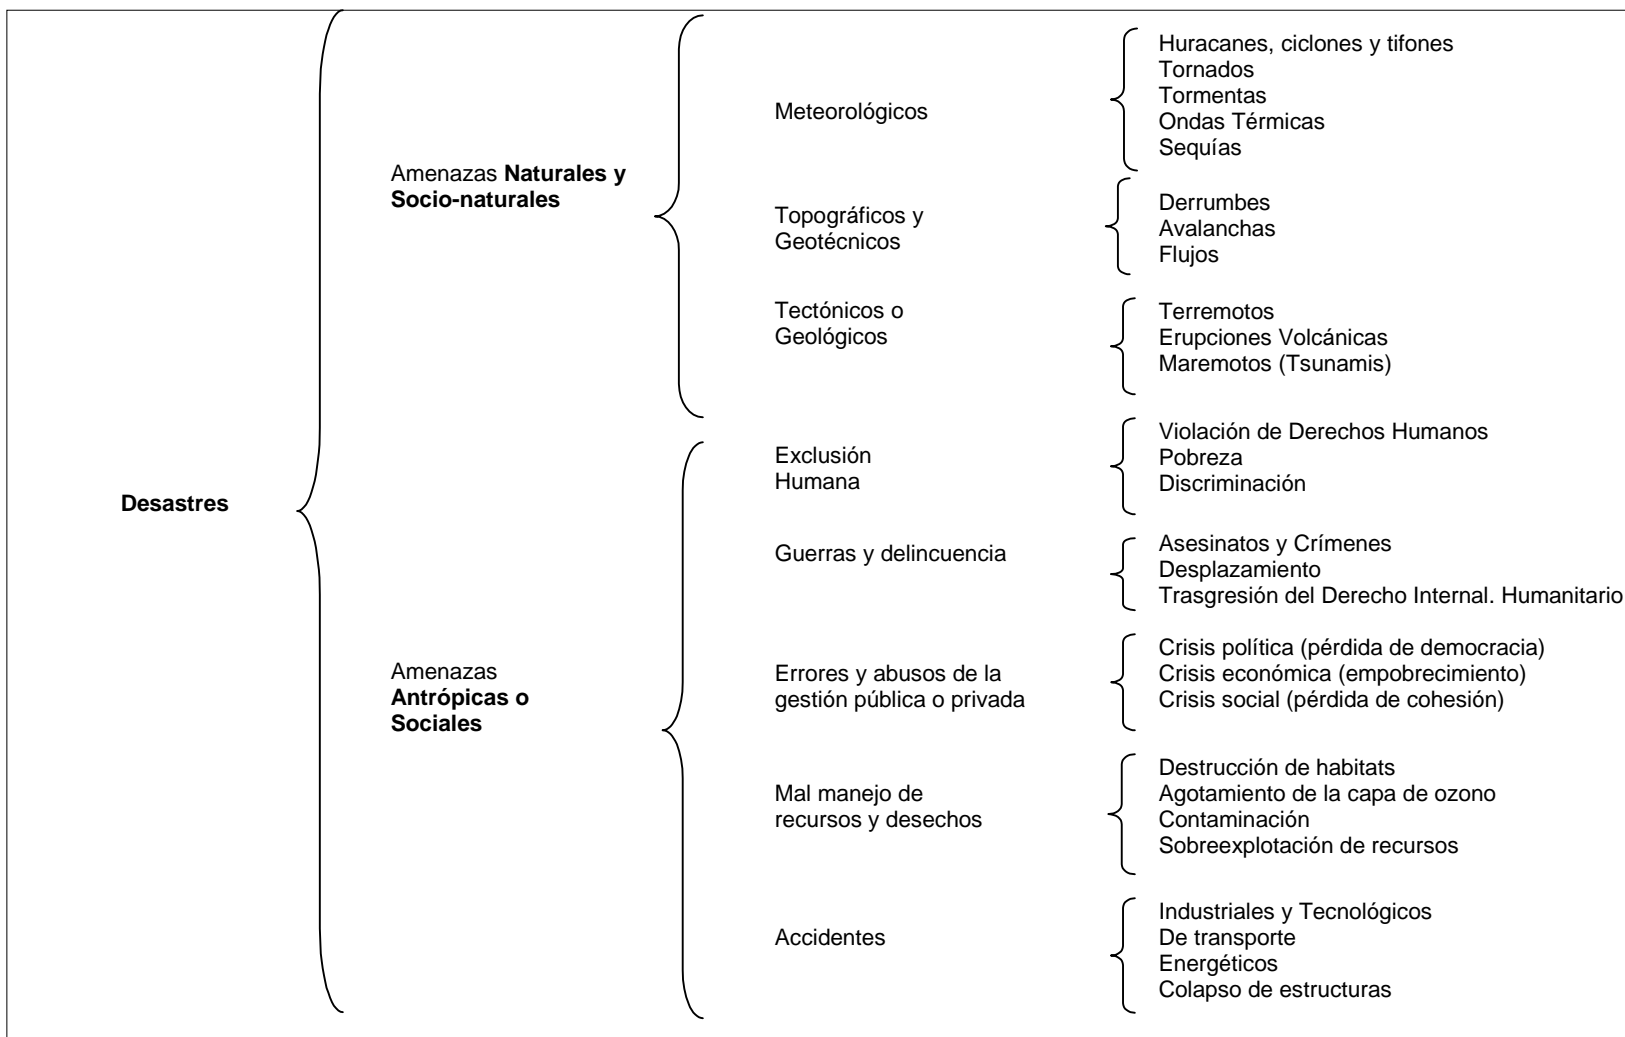 Desastres
Amenazas Naturales y
Socio-naturales
Meteorológicos
Huracanes, ciclones y tifones
Tornados
Tormentas
Ondas Térmicas
Sequías
Topográficos y
Geotécnicos
Derrumbes
Avalanchas
Flujos
Tectónicos o
Geológicos
Terremotos
Erupciones Volcánicas
Maremotos (Tsunamis)
Amenazas
Antrópicas o
Sociales
Exclusión
Humana
Violación de Derechos Humanos
Pobreza
Discriminación
Guerras y delincuencia
Asesinatos y Crímenes
Desplazamiento
Trasgresión del Derecho Internal. Humanitario
Errores y abusos de la
gestión pública o privada
Crisis política (pérdida de democracia)
Crisis económica (empobrecimiento)
Crisis social (pérdida de cohesión)
Mal manejo de
recursos y desechos
Destrucción de habitats
Agotamiento de la capa de ozono
Contaminación
Sobreexplotación de recursos
Accidentes
Industriales y Tecnológicos
De transporte
Energéticos
Colapso de estructuras